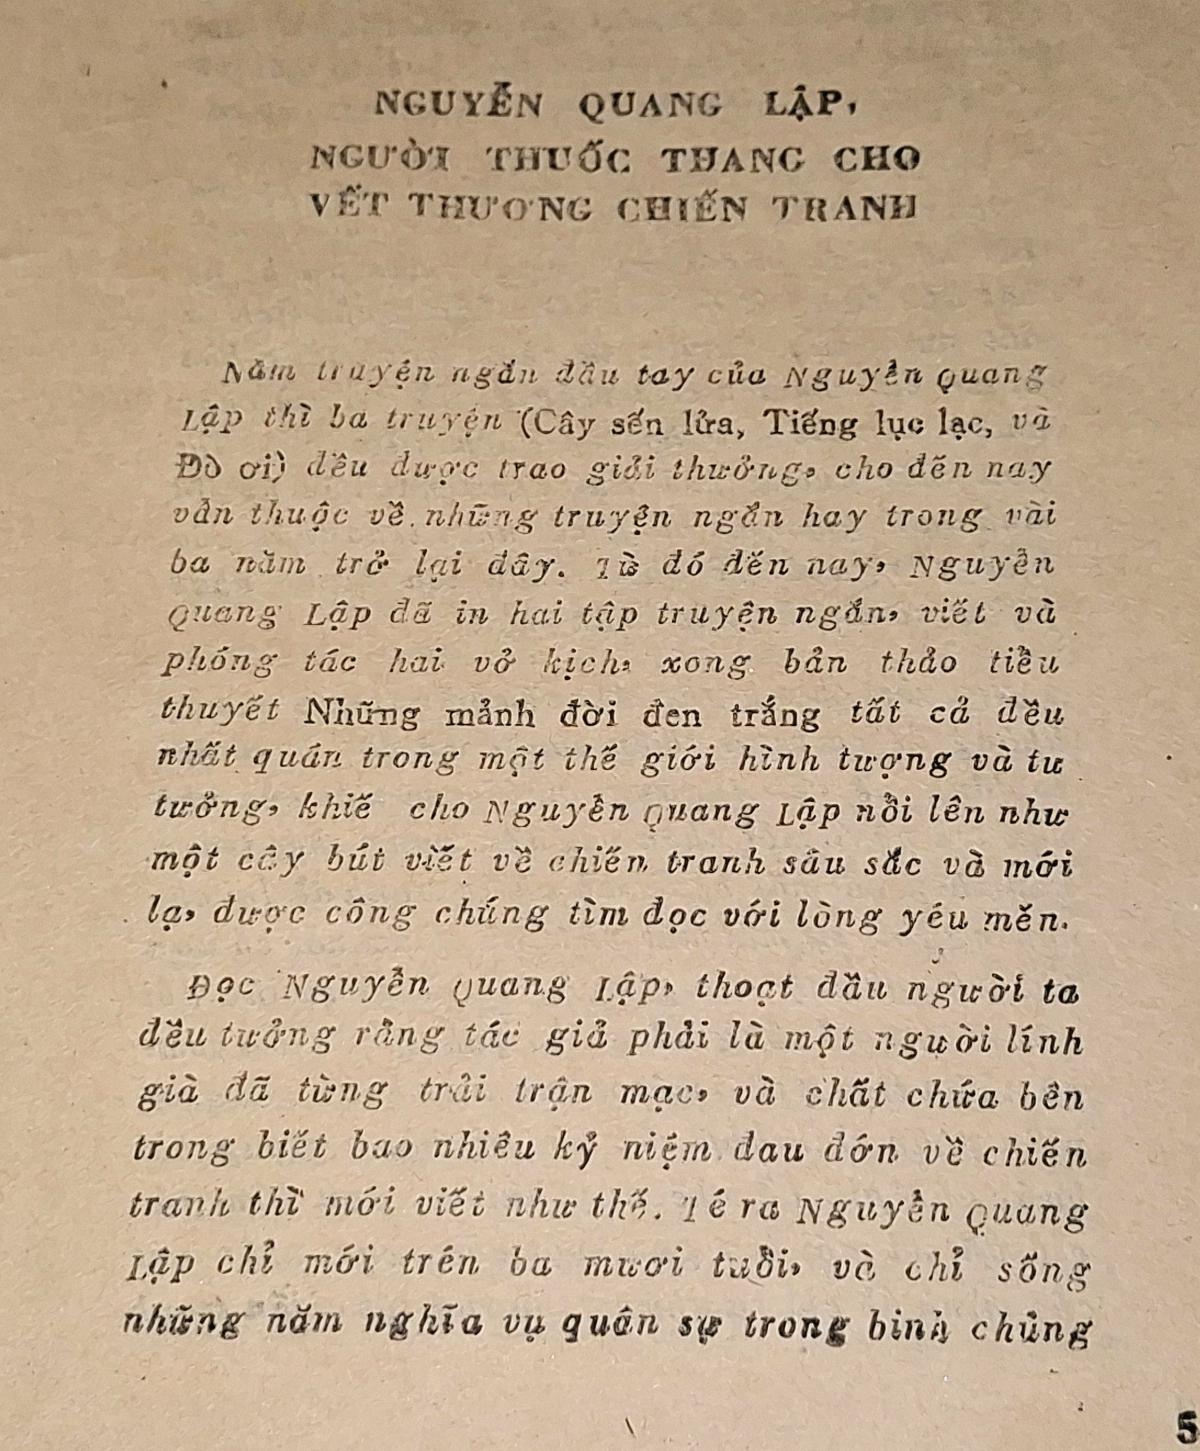 NGUYỄN QUANG LẬP,
NGƯỜI THUỐC THANG CHO
VẾT THƯƠNG CHIẾN TRANH
Năm truyện ngắn đầu tay của Nguyễn Quang
Lập thì ba truyện (Cây sến lửa, Tiếng lục lạc, và
Đò ơi) đều được trao giải thưởng, cho đến nay
vẫn thuộc về những truyện ngắn hay trong vài
ba năm trở lại đây. Từ đó đến nay, Nguyễn
Quang Lập đã in hai tập truyện ngắn, viết và
phóng tác hai vở kịch, xong bản thảo tiểu
thuyết Những mảnh đời đen trắng tất cả đều
nhất quán trong một thế giới hình tượng và tư
tưởng, khiế cho Nguyễn Quang Lập nổi lên như
một cây bút viết về chiến tranh sâu sắc và mới
lạ, được công chúng tìm đọc với lòng yêu mến.
Đọc Nguyễn Quang Lập, thoạt đầu người ta
đều tưởng rằng tác giả phải là một người lính
già đã từng trải trận mạc, và chất chứa bên
trong biết bao nhiêu kỷ niệm đau đớn về chiến
tranh thì mới viết như thế. Té ra Nguyễn Quang
Lập chỉ mới trên ba mươi tuổi, và chỉ sống
những năm nghĩa vụ quân sự trong binh chủng
5